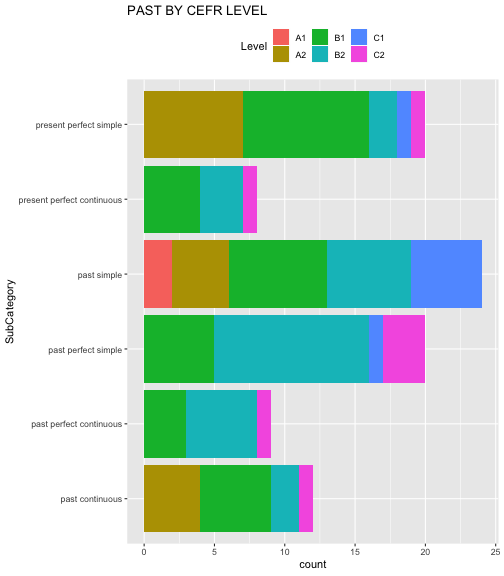 PAST BY CEFR LEVEL
Level
A1 B1 C1
A2 B2 C2
SubCategory
present perfect simple
present perfect continuous
past simple
past perfect simple
past perfect continuous
past continuous
0 5 10 15 20 25
count